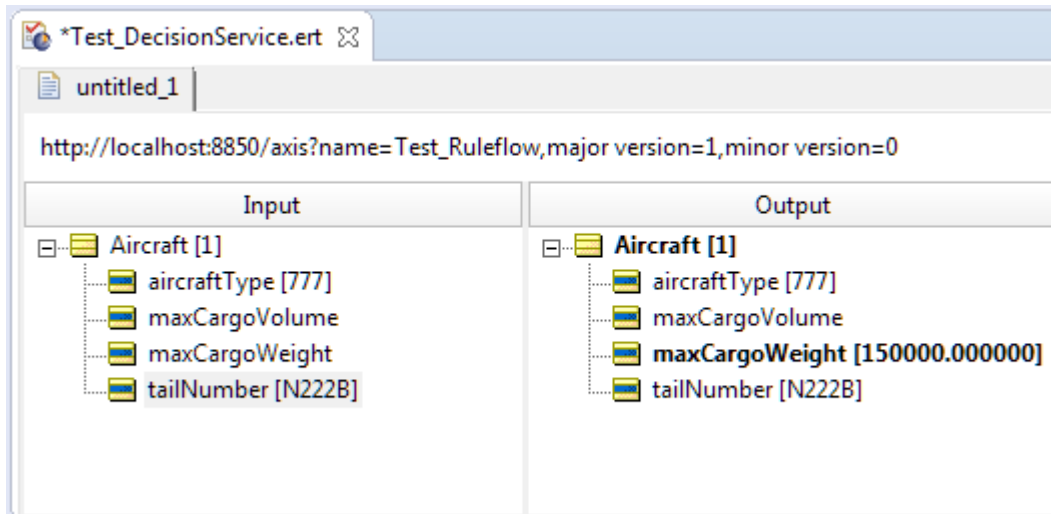 *Test_DecisionService.ert
untitled_1
http://localhost:8850/axis?name=Test_Ruleflow,major version=1,minor version=0
Input
Output
Aircraft [1]
aircraftType [777]
maxCargoVolume
maxCargoWeight
tailNumber [N222B]
Aircraft [1]
aircraftType [777]
maxCargoVolume
maxCargoWeight [150000.000000]
tailNumber [N222B]